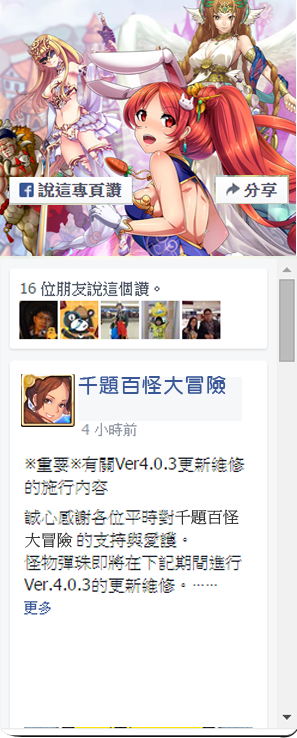 說這專頁讚
分享
16 位朋友說這個讚。
千題百怪大冒險
4 小時前
※重要※有關Ver4.0.3更新維修
的施行內容
誠心感謝各位平時對千題百怪
大冒險 的支持與愛護。
怪物彈珠即將在下記期間進行
Ver.4.0.3的更新維修。……
更多